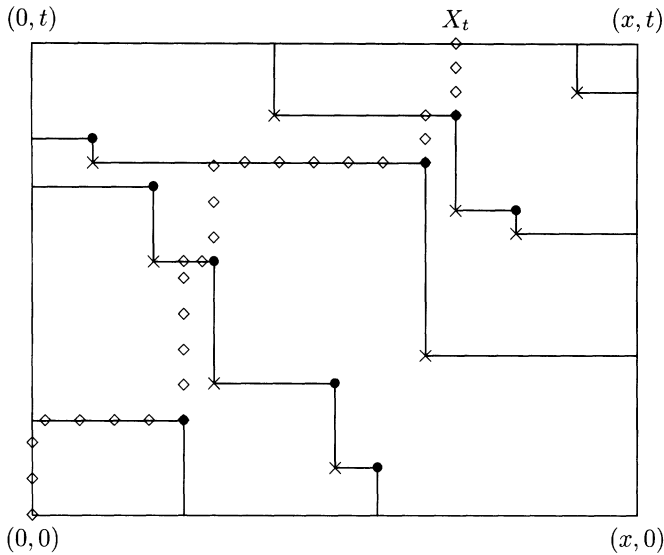 (0, t) X_t (x, t)
(0, 0) (x, 0)